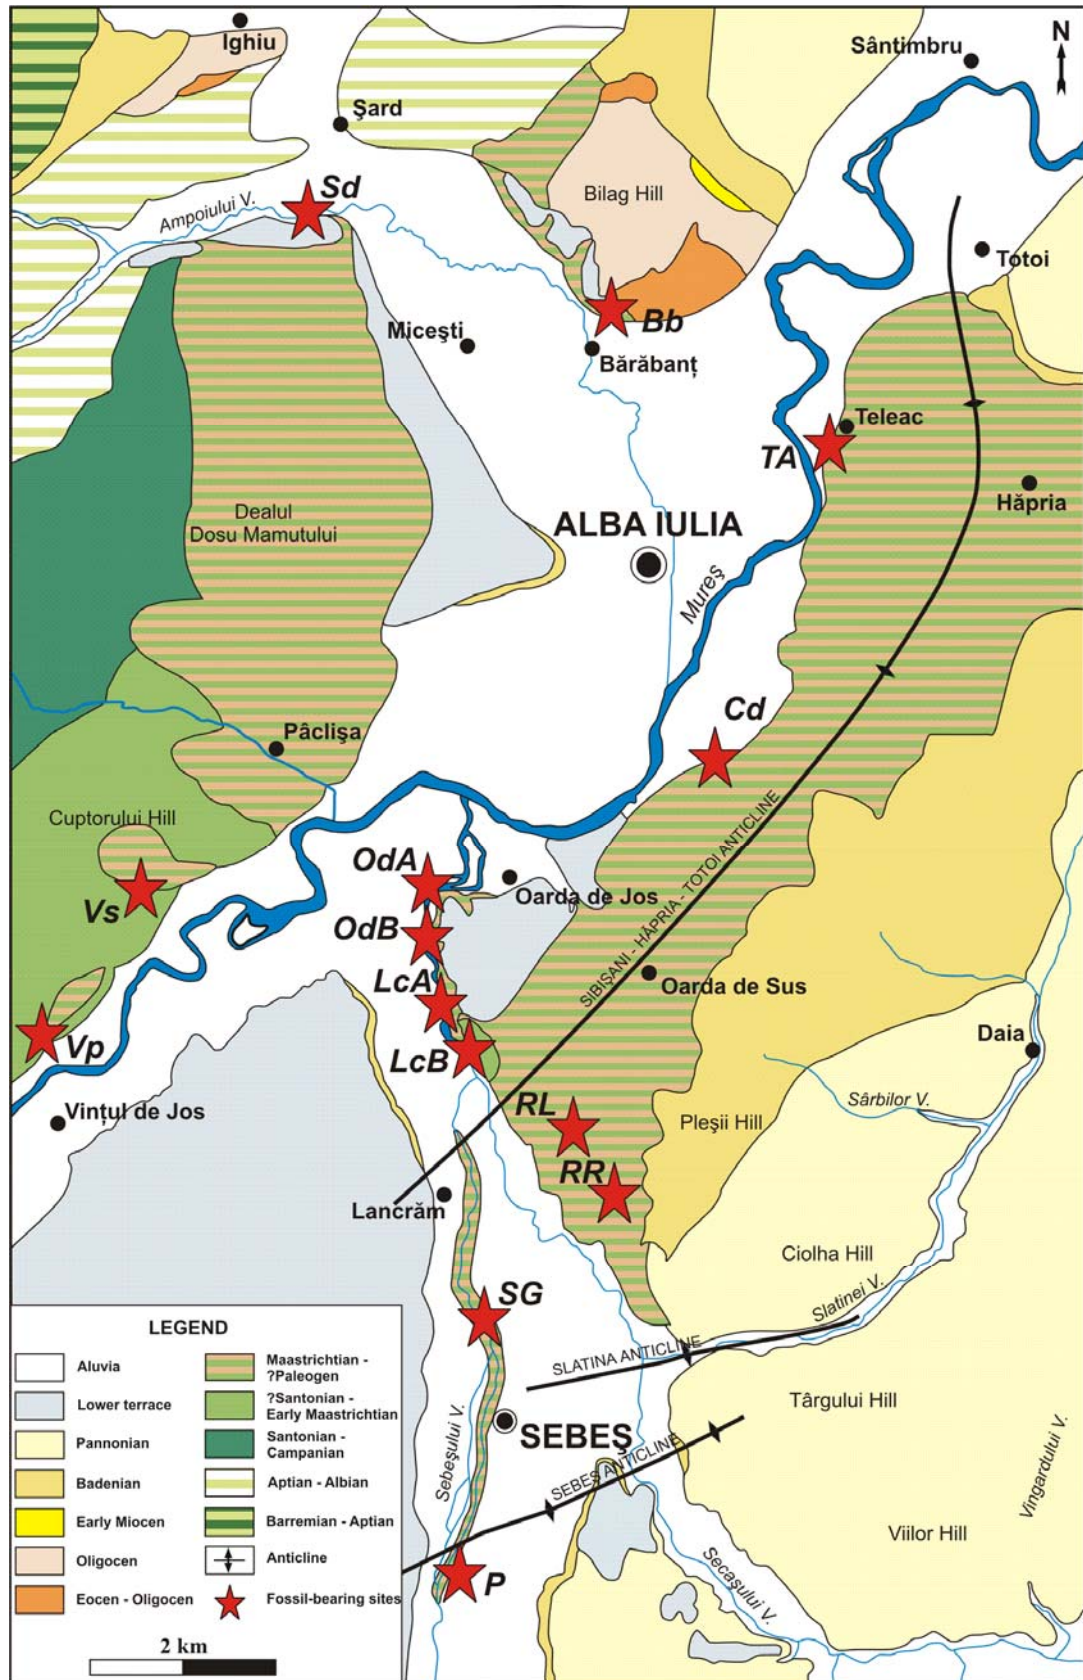 Ighiu
Sântimbru
N
Şard
Sd
Ampoiului V.
Bilag Hill
Totoi
Bb
Miceşti
Bărăbanţ
Teleac
TA
Hăpria
Dealul
Dosu Mamutului
ALBA IULIA
Mureş
Cd
Pâclişa
Cuptorului Hill
SIBIŞANI - HĂPRIA - TOTOI ANTICLINE
OdA
Oarda de Jos
Vs
OdB
LcA
Oarda de Sus
Vp
LcB
Daia
Vinţul de Jos
RL
Sârbilor V.
Pleşii Hill
RR
Lancrăm
Ciolha Hill
SG
Slatinei V.
SLATINA ANTICLINE
Târgului Hill
SEBEŞ
Sebeşului V.
SEBEŞ ANTICLINE
Vingardului V.
Viilor Hill
Secaşului V.
P
LEGEND
Aluvia
Lower terrace
Pannonian
Badenian
Early Miocen
Oligocen
Eocen - Oligocen
Maastrichtian -
?Paleogen
?Santonian -
Early Maastrichtian
Santonian -
Campanian
Aptian - Albian
Barremian - Aptian
Anticline
Fossil-bearing sites
2 km